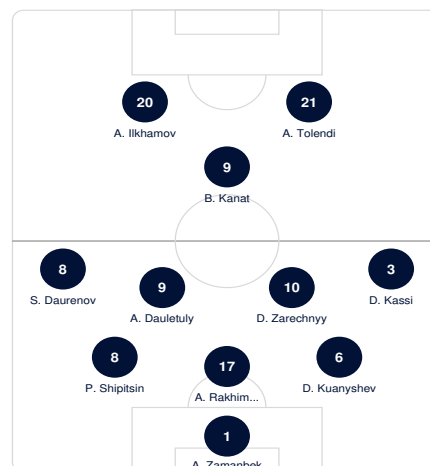 20
21
A. Ilkhamov
A. Tolendi
9
B. Kanat
8
3
S. Daurenov
D. Kassi
9
10
A. Dauletuly
D. Zarechnyy
8
17
6
P. Shipitsin
A. Rakhim...
D. Kuanyshev
1
A. Zamanbek